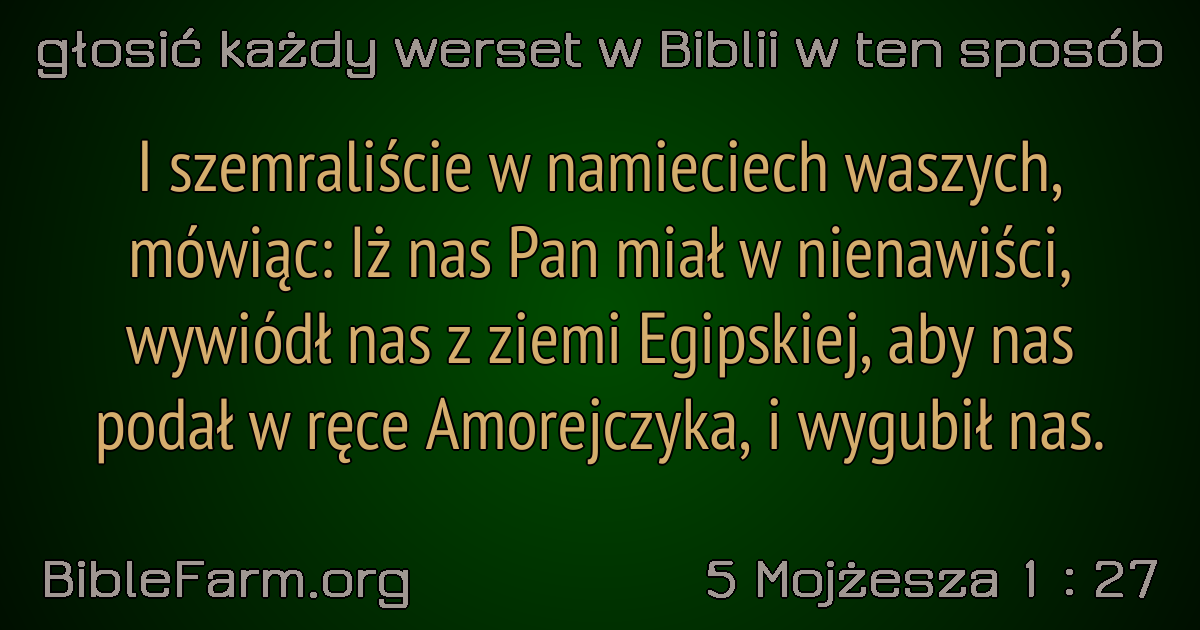 głosić każdy werset w Biblii w ten sposób
I szemraliście w namieciech waszych,
mówiąc: Iż nas Pan miał w nienawiści,
wywiódł nas z ziemi Egipskiej, aby nas
podał w ręce Amorejczyka, i wygubił nas.
BibleFarm.org
5 Mojżesza 1 : 27